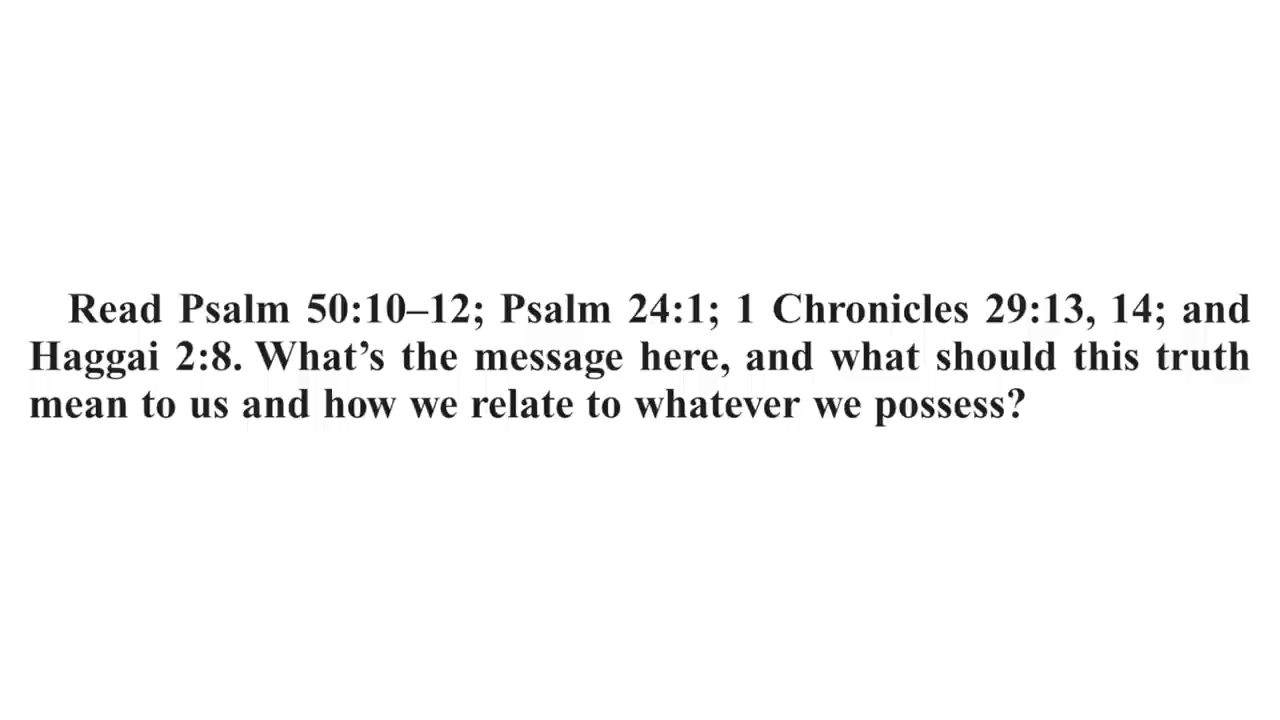 Read Psalm 50:10–12; Psalm 24:1; 1 Chronicles 29:13, 14; and
Haggai 2:8. What’s the message here, and what should this truth
mean to us and how we relate to whatever we possess?